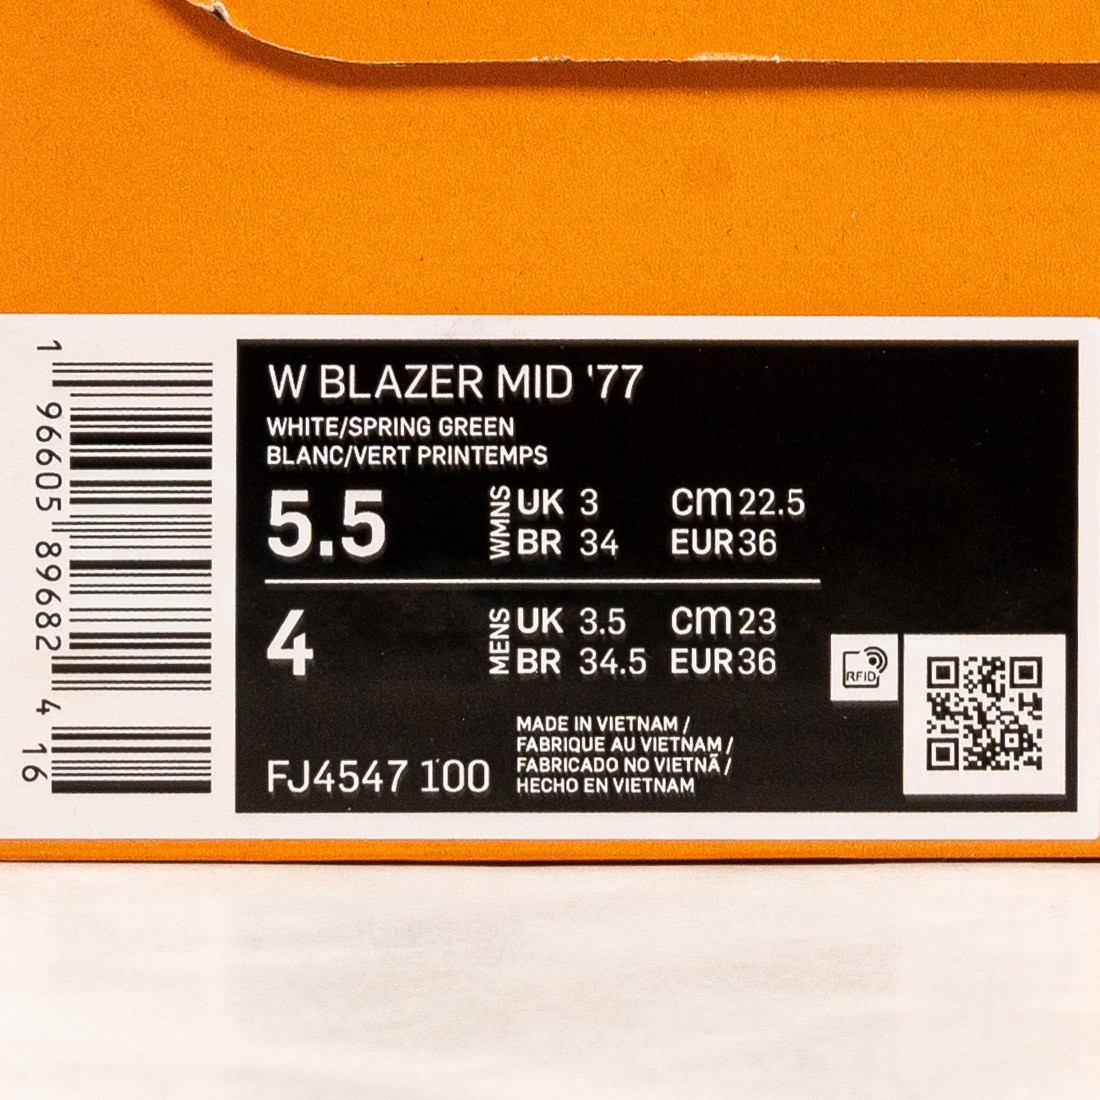 1 96605 89682 4 16
W BLAZER MID '77
WHITE/SPRING GREEN
BLANC/VERT PRINTEMPS
5.5 WMNS UK 3 cm 22.5
BR 34 EUR 36
4 MENS UK 3.5 cm 23
BR 34.5 EUR 36
FJ4547 100
MADE IN VIETNAM /
FABRIQUE AU VIETNAM /
FABRICADO NO VIETNÃ /
HECHO EN VIETNAM
RFID